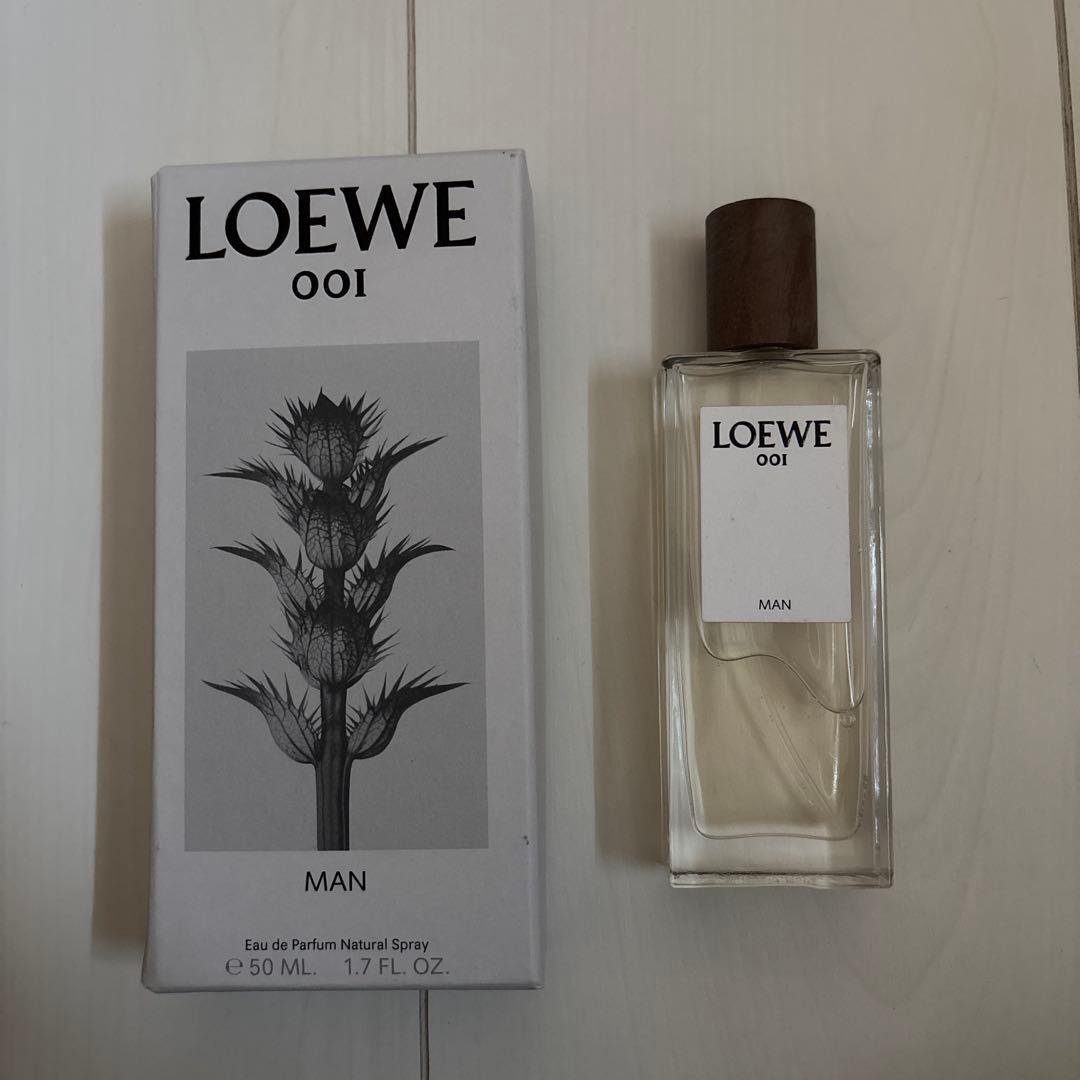 LOEWE
001
MAN
Eau de Parfum Natural Spray
℮ 50 ML. 1.7 FL. OZ.
LOEWE
001
MAN